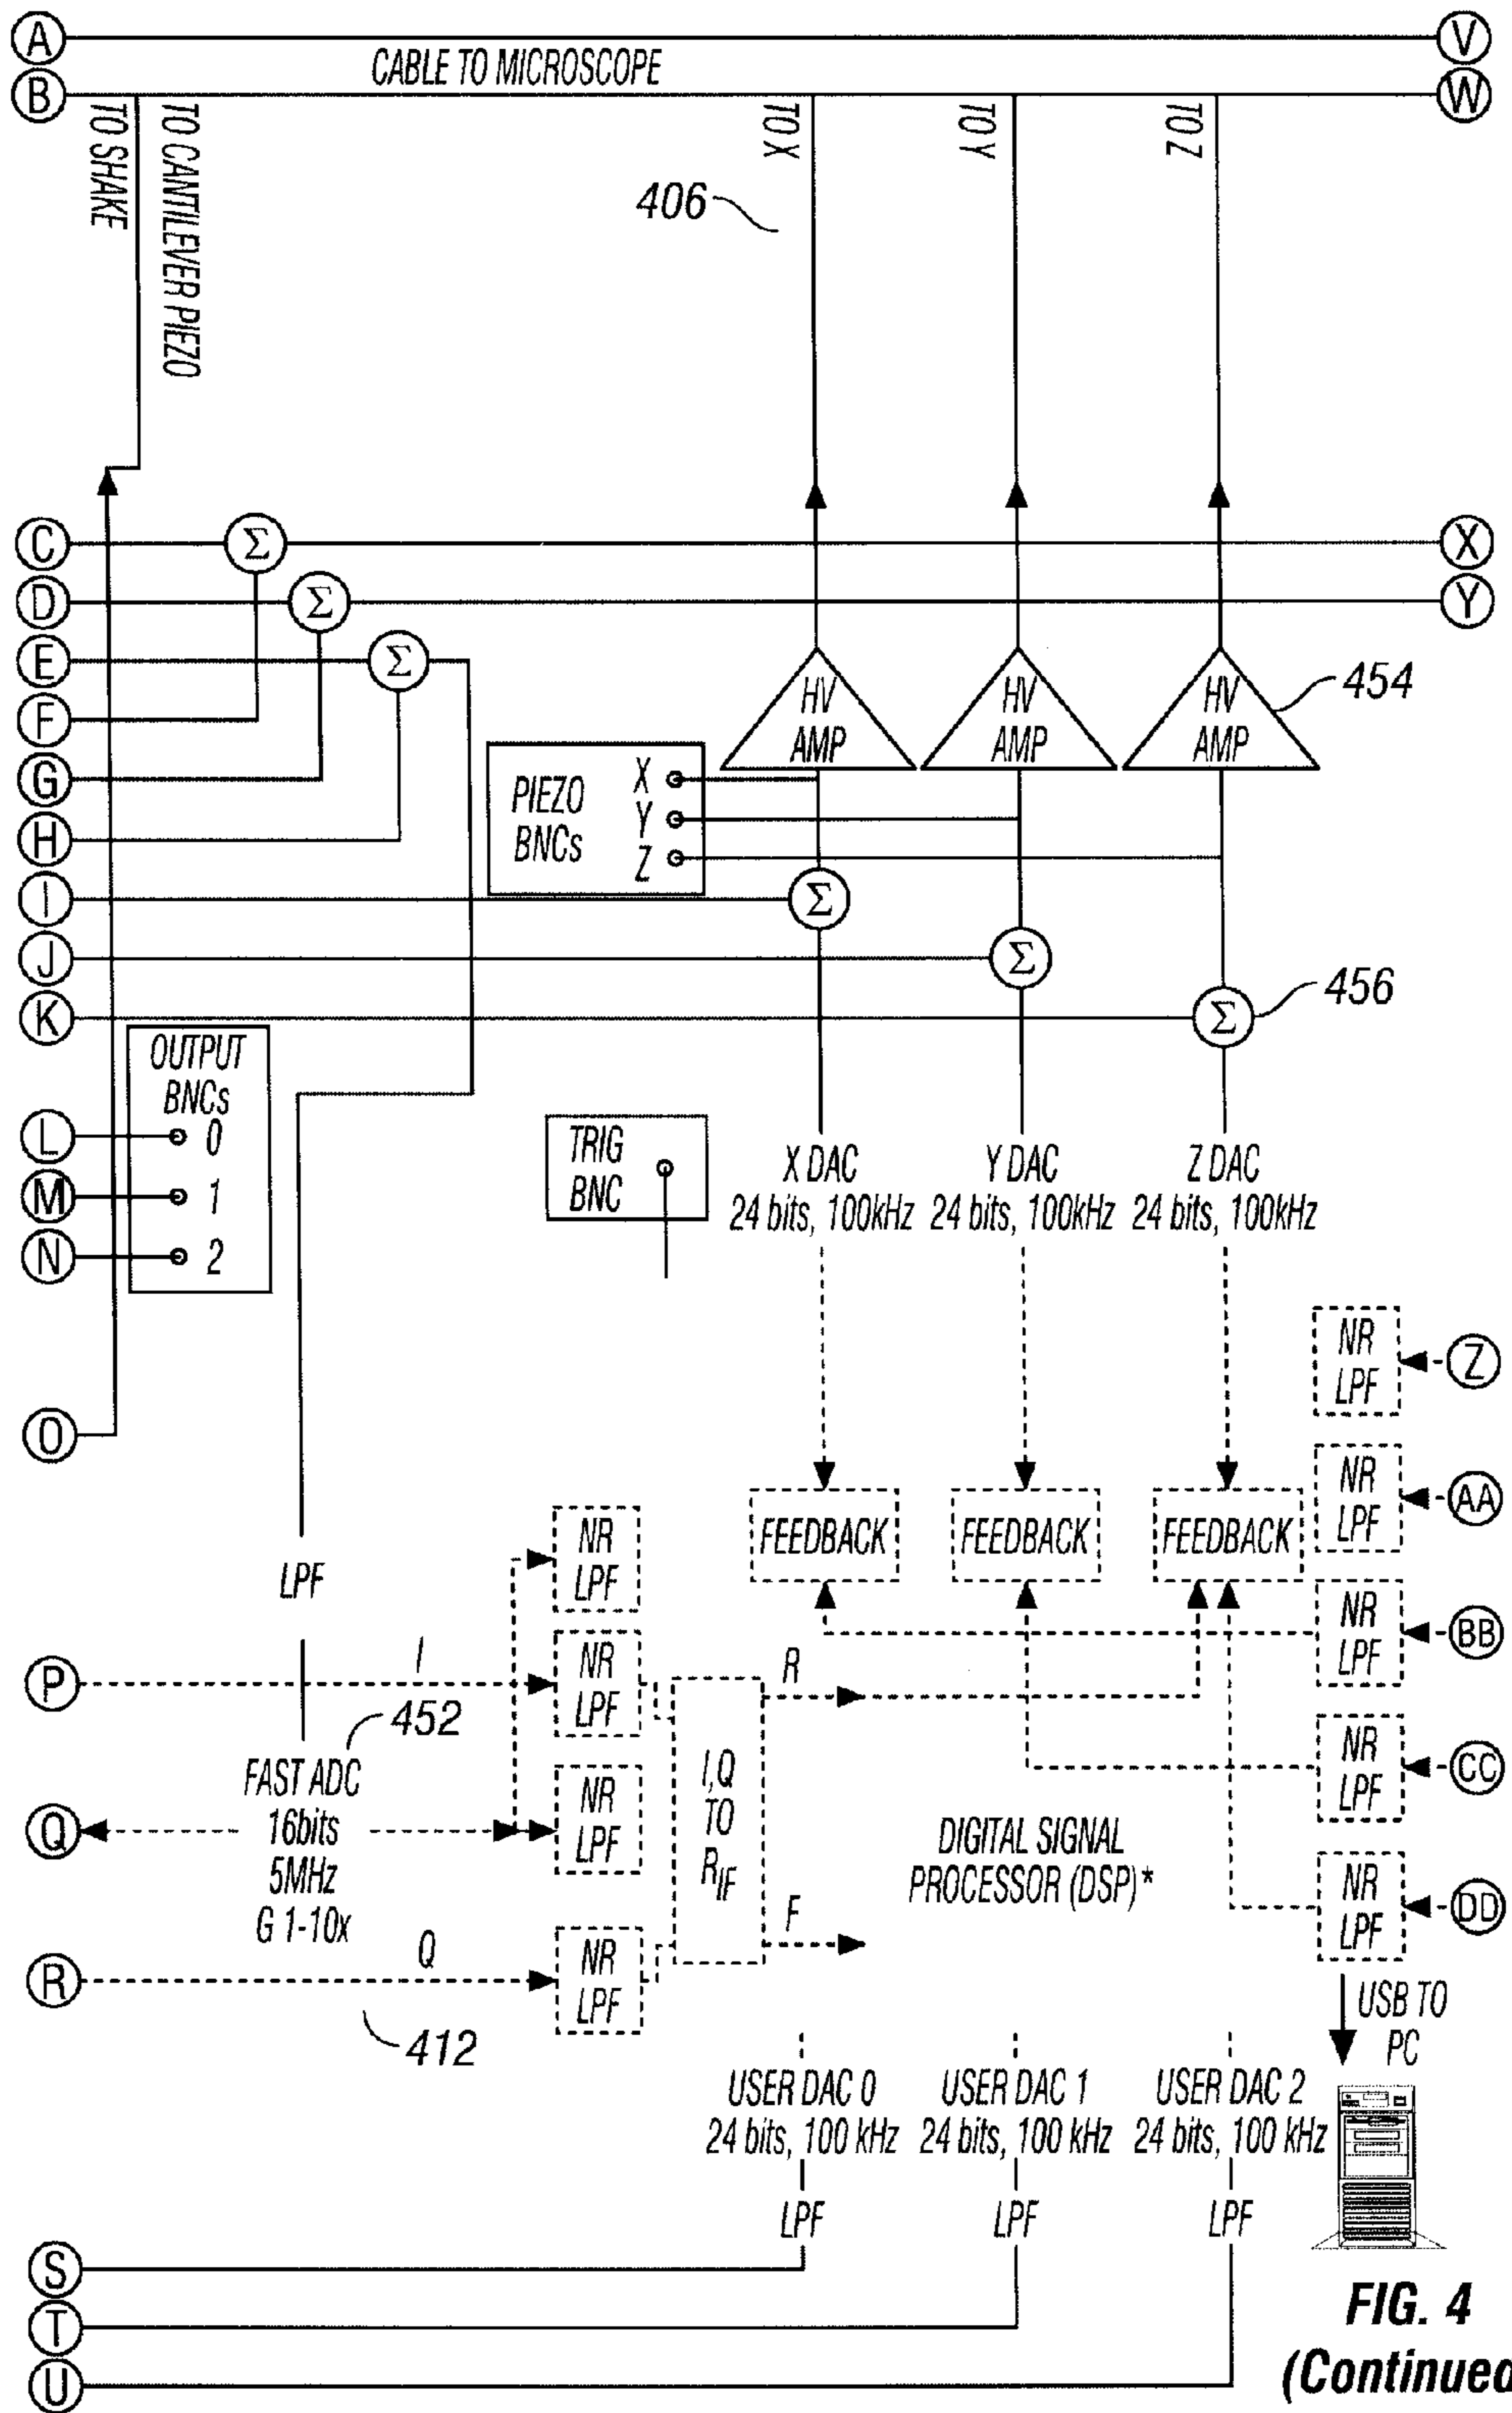 A
V
CABLE TO MICROSCOPE
B
W
TO SHAKE
TO CANTILEVER PIEZO
TO X
TO Y
TO Z
406
C
Σ
X
D
Σ
Y
E
Σ
F
G
H
I
J
K
HV
AMP
HV
AMP
HV
AMP
454
PIEZO
BNCs
X
Y
Z
Σ
Σ
Σ
456
OUTPUT
BNCs
0
1
2
L
M
N
O
TRIG
BNC
X DAC
24 bits, 100kHz
Y DAC
24 bits, 100kHz
Z DAC
24 bits, 100kHz
NR
LPF
Z
NR
LPF
AA
NR
LPF
BB
NR
LPF
CC
NR
LPF
DD
FEEDBACK
FEEDBACK
FEEDBACK
LPF
NR
LPF
P
I
NR
LPF
452
FAST ADC
16bits
5MHz
G 1-10x
Q
NR
LPF
R
Q
NR
LPF
412
I,Q
TO
RIF
R
F
DIGITAL SIGNAL
PROCESSOR (DSP)*
USB TO
PC
USER DAC 0
24 bits, 100 kHz
USER DAC 1
24 bits, 100 kHz
USER DAC 2
24 bits, 100 kHz
LPF
LPF
LPF
S
T
U
FIG. 4
(Continued